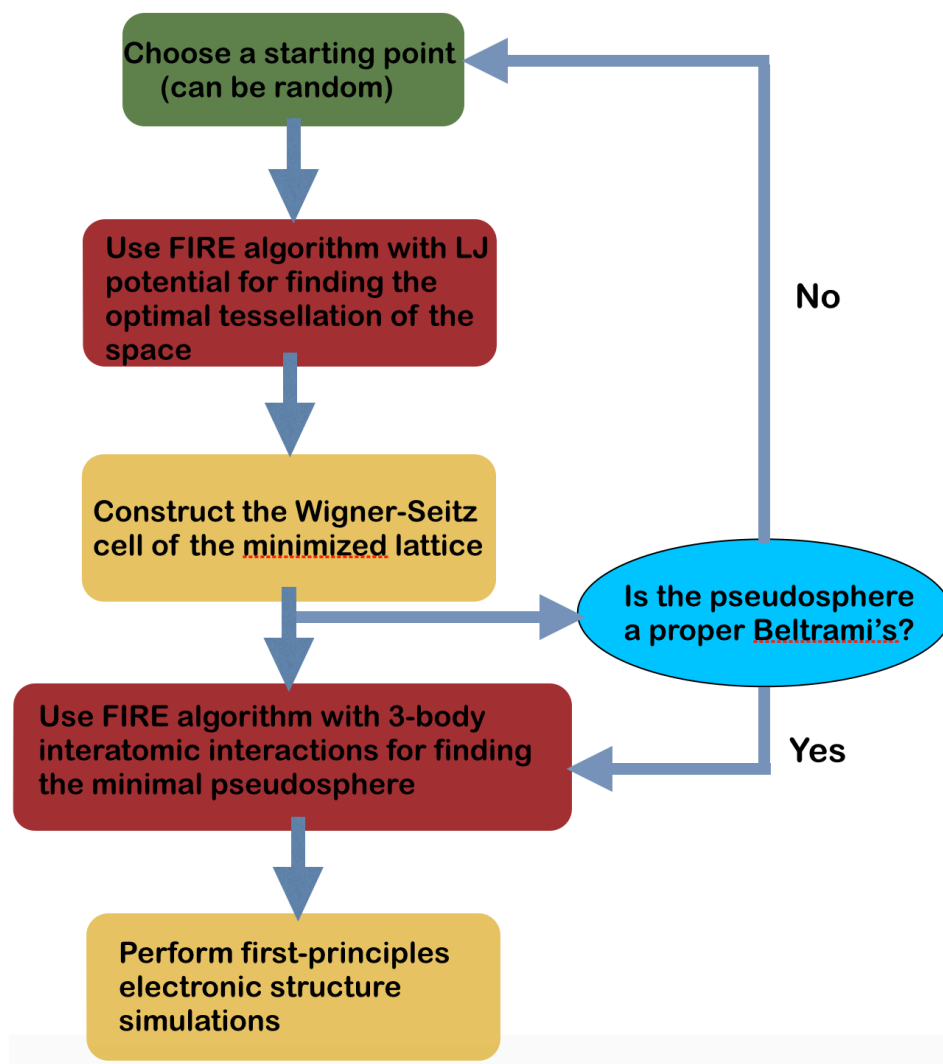 Choose a starting point
(can be random)
Use FIRE algorithm with LJ
potential for finding the
optimal tessellation of the
space
No
Construct the Wigner-Seitz
cell of the minimized lattice
Is the pseudosphere
a proper Beltrami's?
Use FIRE algorithm with 3-body
interatomic interactions for finding
the minimal pseudosphere
Yes
Perform first-principles
electronic structure
simulations